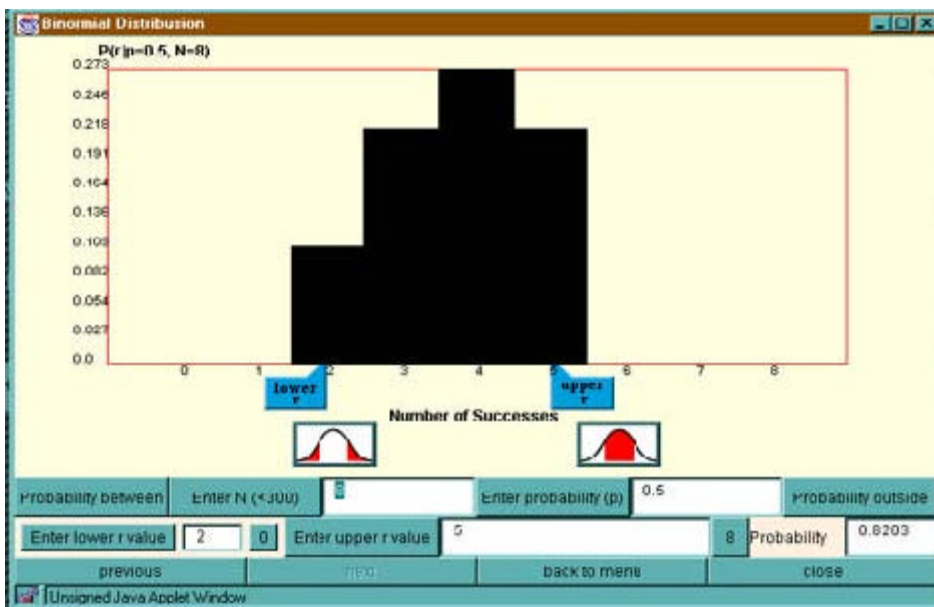 Binormial Distribusion
P(r|p=0.5, N=8)
0.273
0.246
0.218
0.191
0.164
0.136
0.109
0.082
0.054
0.027
0.0
0 1 2 3 4 5 6 7 8
lower r
upper r
Number of Successes
Probability between Enter N (<300) 8 Enter probability (p) 0.5 Probability outside
Enter lower r value 2 0 Enter upper r value 5 8 Probability 0.8203
previous next back to menu close
Unsigned Java Applet Window